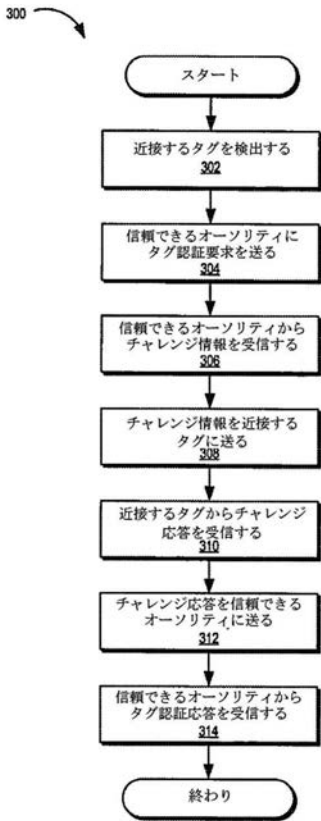 300
スタート
近接するタグを検出する
302
信頼できるオーソリティに
タグ認証要求を送る
304
信頼できるオーソリティから
チャレンジ情報を受信する
306
チャレンジ情報を近接する
タグに送る
308
近接するタグからチャレンジ
応答を受信する
310
チャレンジ応答を信頼できる
オーソリティに送る
312
信頼できるオーソリティから
タグ認証応答を受信する
314
終わり